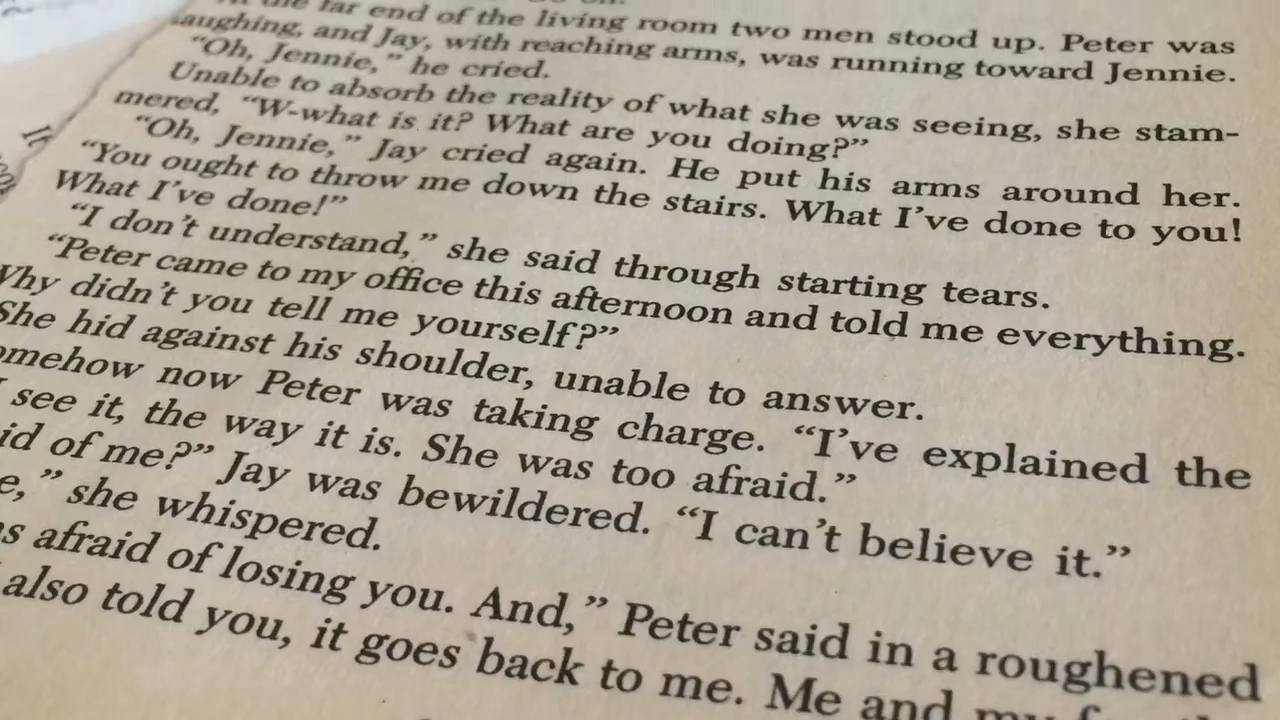 far end of the living room two men stood up. Peter was
laughing, and Jay, with reaching arms, was running toward Jennie.
“Oh, Jennie,” he cried.
Unable to absorb the reality of what she was seeing, she stam-
mered, “W-what is it? What are you doing?”
“Oh, Jennie,” Jay cried again. He put his arms around her.
“You ought to throw me down the stairs. What I’ve done to you!
What I’ve done!”
“I don’t understand,” she said through starting tears.
“Peter came to my office this afternoon and told me everything.
Why didn’t you tell me yourself?”
She hid against his shoulder, unable to answer.
omehow now Peter was taking charge. “I’ve explained the
I see it, the way it is. She was too afraid.”
id of me?” Jay was bewildered. “I can’t believe it.”
e,” she whispered.
s afraid of losing you. And,” Peter said in a roughened
also told you, it goes back to me. Me and my